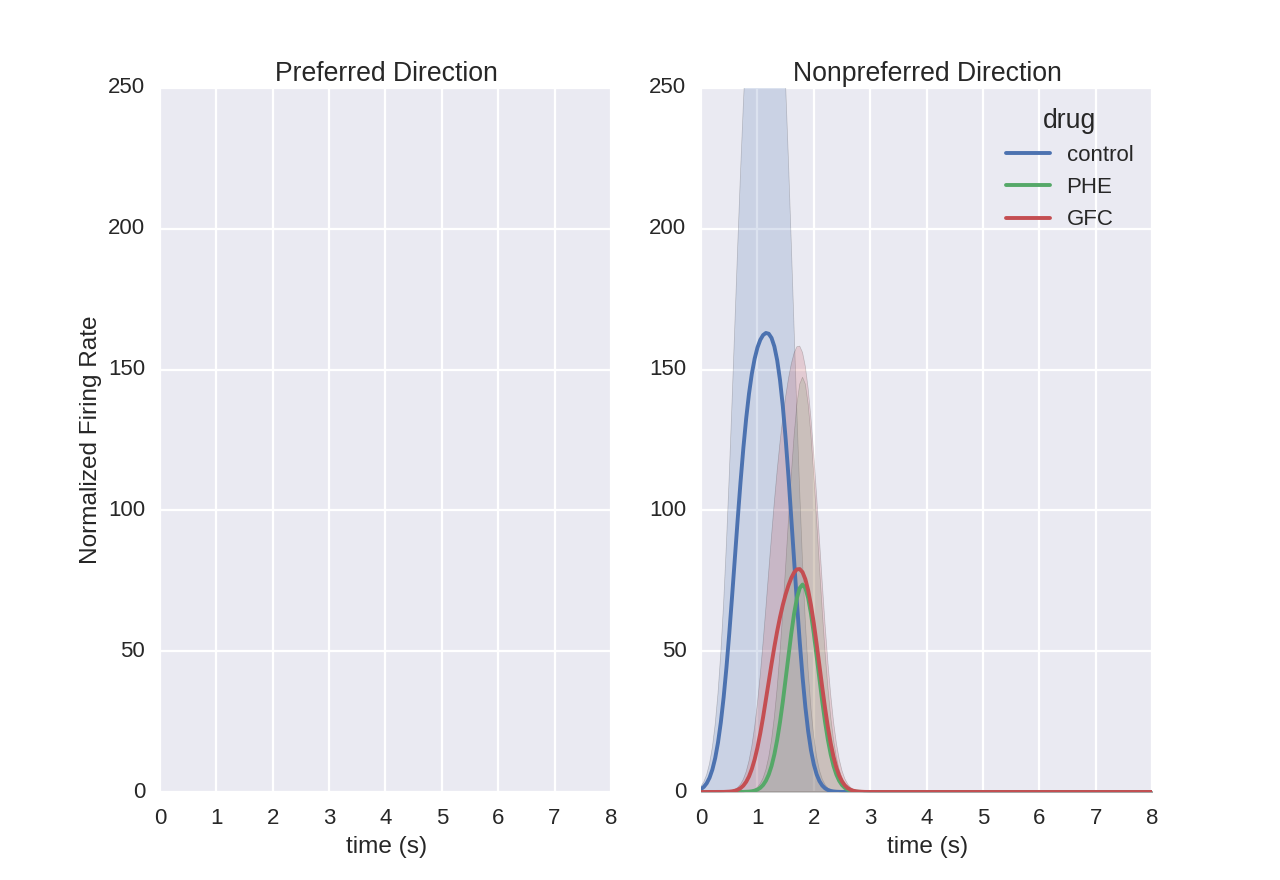 Preferred Direction
Nonpreferred Direction
250
200
150
100
50
0
Normalized Firing Rate
0 1 2 3 4 5 6 7 8
time (s)
250
200
150
100
50
0
drug
control
PHE
GFC
0 1 2 3 4 5 6 7 8
time (s)